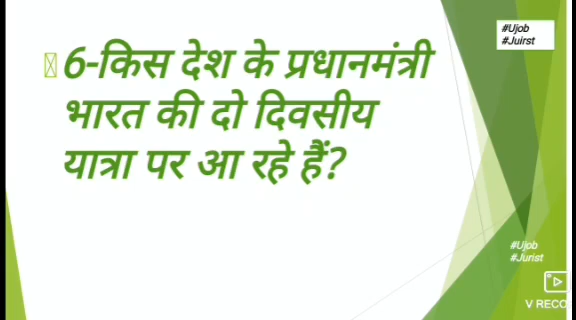 #Ujob
#Juirst
6-किस देश के प्रधानमंत्री
भारत की दो दिवसीय
यात्रा पर आ रहे हैं?
#Ujob
#Jurist
V RECO